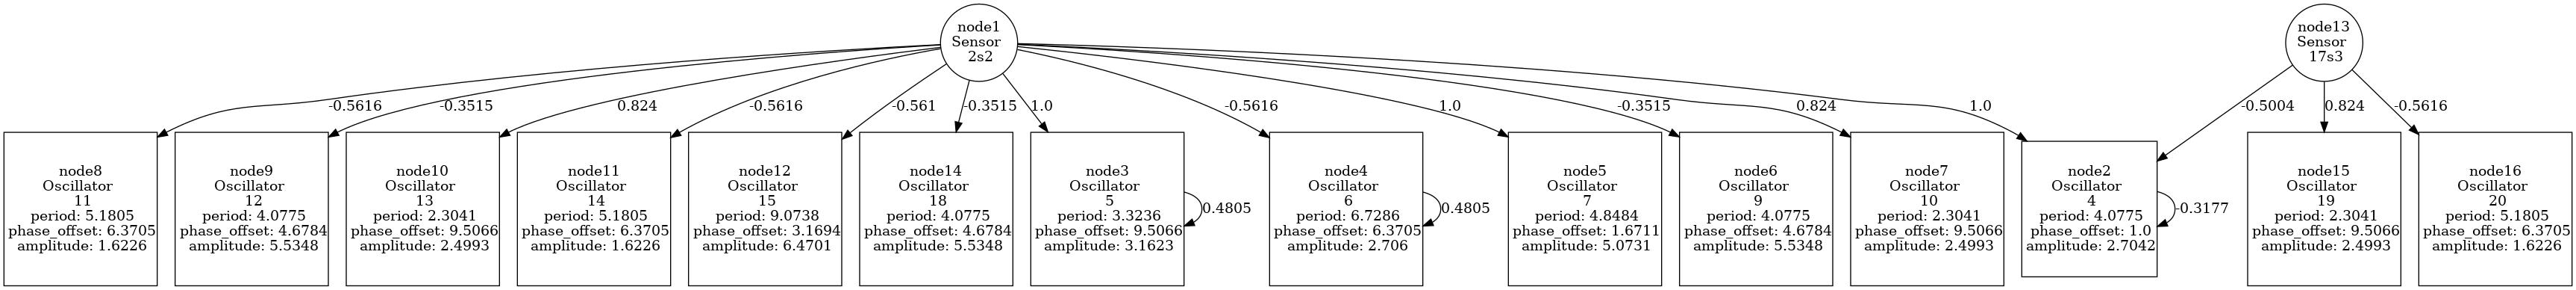 node1
Sensor
2s2
node13
Sensor
17s3
-0.5616
-0.3515
0.824
-0.5616
-0.561
-0.3515
1.0
-0.5616
1.0
-0.3515
0.824
1.0
-0.5004
0.824
-0.5616
node8
Oscillator
11
period: 5.1805
phase_offset: 6.3705
amplitude: 1.6226
node9
Oscillator
12
period: 4.0775
phase_offset: 4.6784
amplitude: 5.5348
node10
Oscillator
13
period: 2.3041
phase_offset: 9.5066
amplitude: 2.4993
node11
Oscillator
14
period: 5.1805
phase_offset: 6.3705
amplitude: 1.6226
node12
Oscillator
15
period: 9.0738
phase_offset: 3.1694
amplitude: 6.4701
node14
Oscillator
18
period: 4.0775
phase_offset: 4.6784
amplitude: 5.5348
node3
Oscillator
5
period: 3.3236
phase_offset: 9.5066
amplitude: 3.1623
0.4805
node4
Oscillator
6
period: 6.7286
phase_offset: 6.3705
amplitude: 2.706
0.4805
node5
Oscillator
7
period: 4.8484
phase_offset: 1.6711
amplitude: 5.0731
node6
Oscillator
9
period: 4.0775
phase_offset: 4.6784
amplitude: 5.5348
node7
Oscillator
10
period: 2.3041
phase_offset: 9.5066
amplitude: 2.4993
node2
Oscillator
4
period: 4.0775
phase_offset: 1.0
amplitude: 2.7042
-0.3177
node15
Oscillator
19
period: 2.3041
phase_offset: 9.5066
amplitude: 2.4993
node16
Oscillator
20
period: 5.1805
phase_offset: 6.3705
amplitude: 1.6226